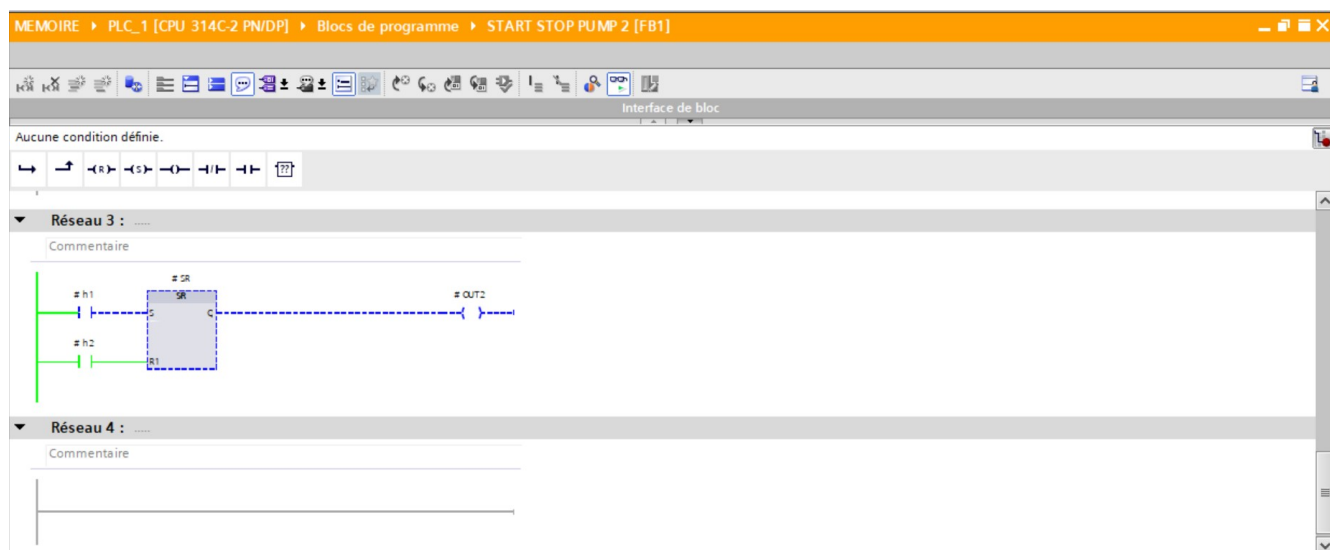 MEMOIRE ▸ PLC_1 [CPU 314C-2 PN/DP] ▸ Blocs de programme ▸ START STOP PUMP 2 [FB1]
Interface de bloc
Aucune condition définie.
Réseau 3 : .....
Commentaire
# SR
# h1 SR # OUT2
S Q
# h2
R1
Réseau 4 : .....
Commentaire